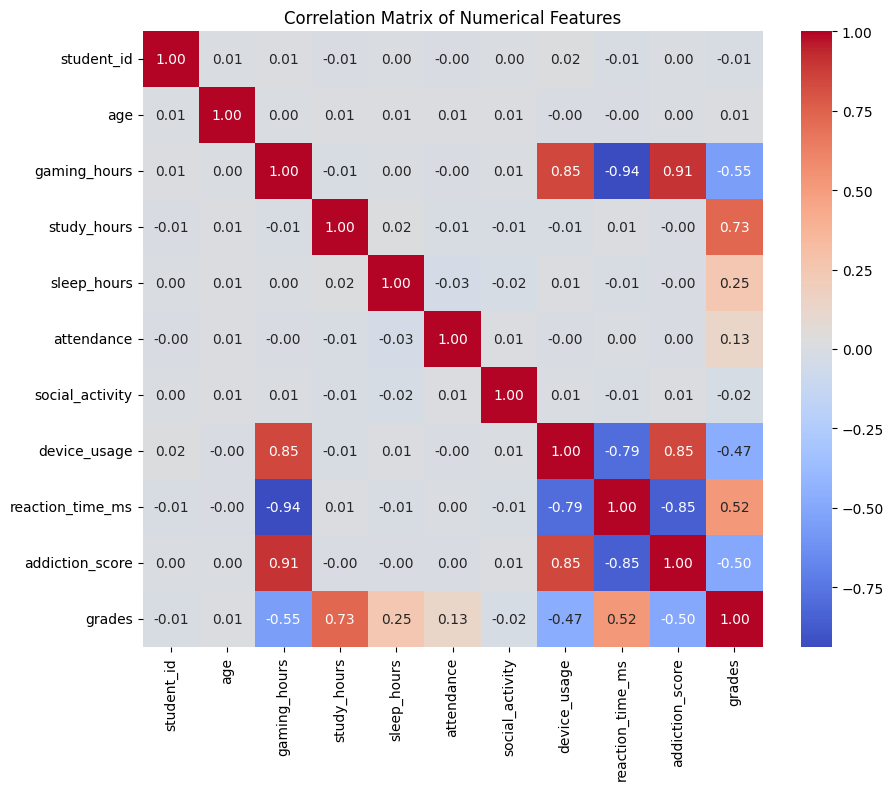 Correlation Matrix of Numerical Features
student_id 1.00 0.01 0.01 -0.01 0.00 -0.00 0.00 0.02 -0.01 0.00 -0.01
age 0.01 1.00 0.00 0.01 0.01 0.01 0.01 -0.00 -0.00 0.00 0.01
gaming_hours 0.01 0.00 1.00 -0.01 0.00 -0.00 0.01 0.85 -0.94 0.91 -0.55
study_hours -0.01 0.01 -0.01 1.00 0.02 -0.01 -0.01 -0.01 0.01 -0.00 0.73
sleep_hours 0.00 0.01 0.00 0.02 1.00 -0.03 -0.02 0.01 -0.01 -0.00 0.25
attendance -0.00 0.01 -0.00 -0.01 -0.03 1.00 0.01 -0.00 0.00 0.00 0.13
social_activity 0.00 0.01 0.01 -0.01 -0.02 0.01 1.00 0.01 -0.01 0.01 -0.02
device_usage 0.02 -0.00 0.85 -0.01 0.01 -0.00 0.01 1.00 -0.79 0.85 -0.47
reaction_time_ms -0.01 -0.00 -0.94 0.01 -0.01 0.00 -0.01 -0.79 1.00 -0.85 0.52
addiction_score 0.00 0.00 0.91 -0.00 -0.00 0.00 0.01 0.85 -0.85 1.00 -0.50
grades -0.01 0.01 -0.55 0.73 0.25 0.13 -0.02 -0.47 0.52 -0.50 1.00
student_id
age
gaming_hours
study_hours
sleep_hours
attendance
social_activity
device_usage
reaction_time_ms
addiction_score
grades
1.00
0.75
0.50
0.25
0.00
−0.25
−0.50
−0.75